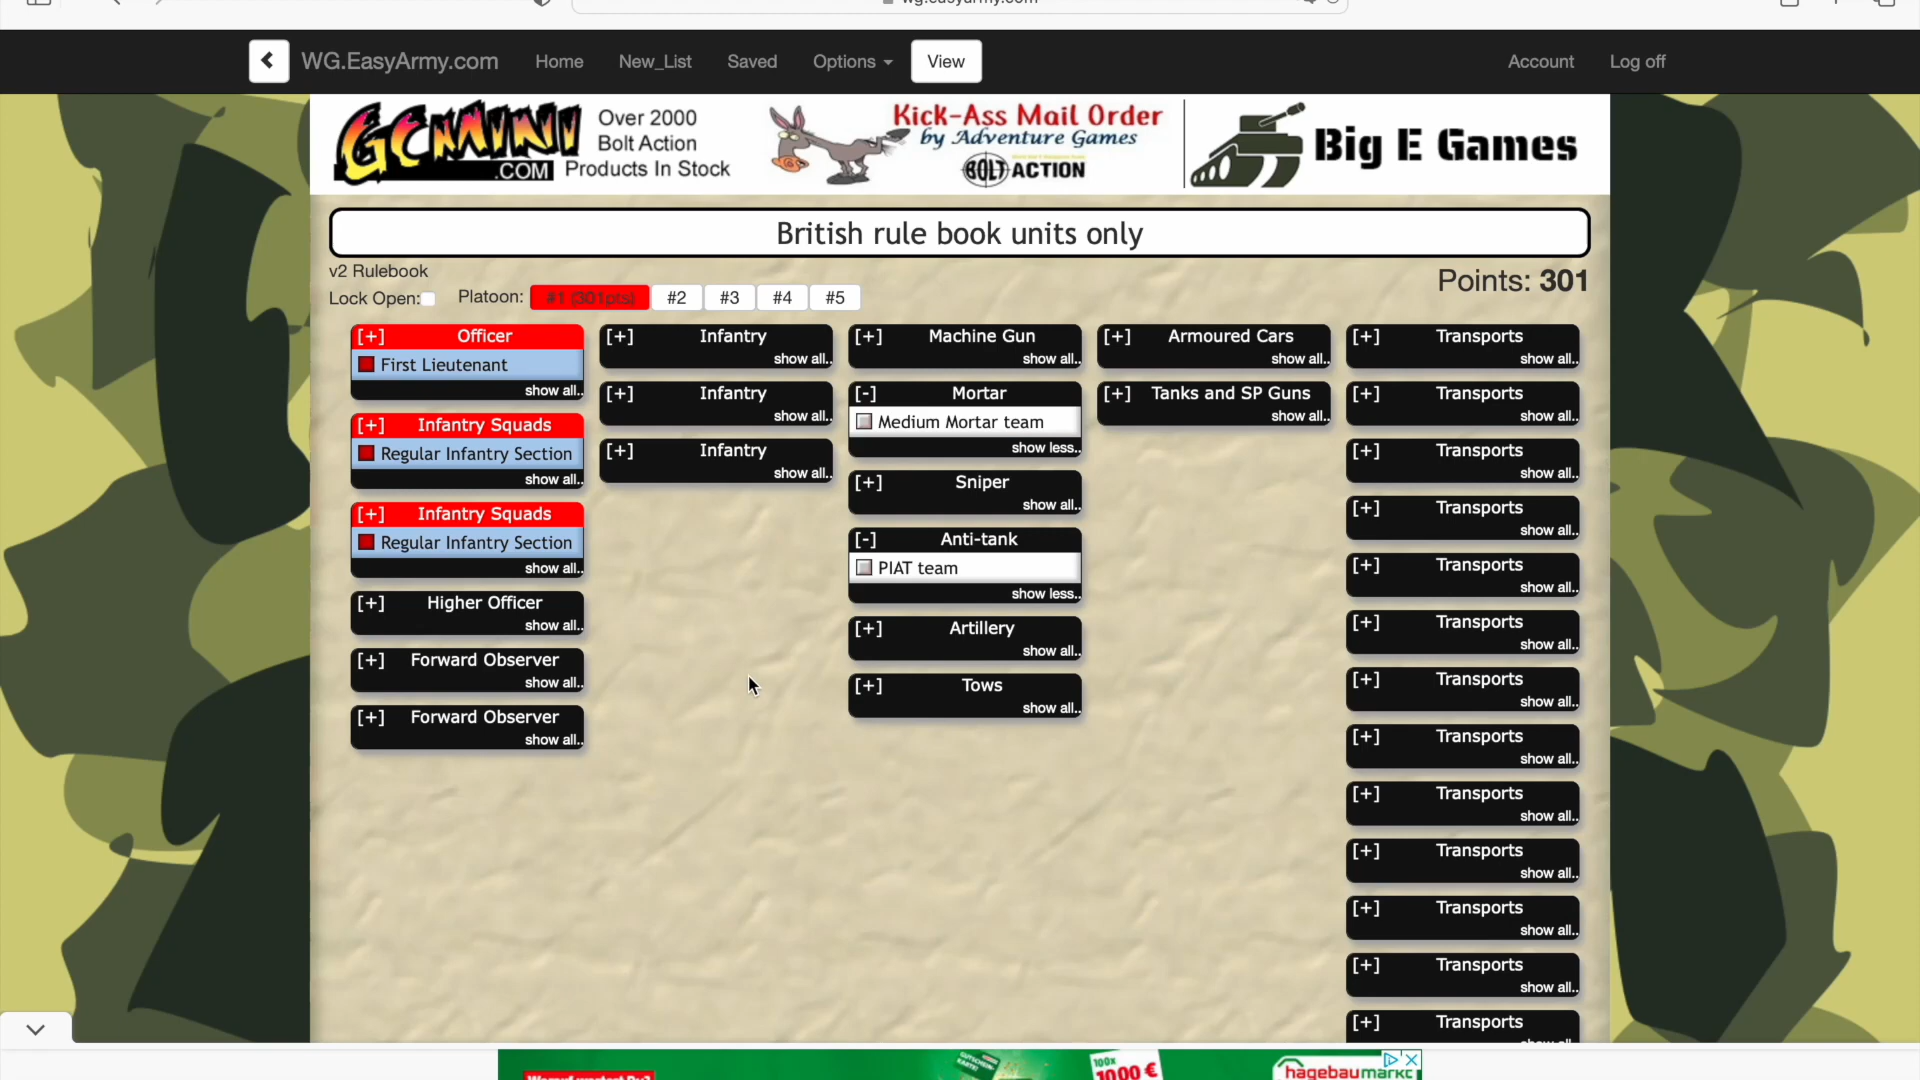 wg.easyarmy.com
WG.EasyArmy.com
Home
New_List
Saved
Options
View
Account
Log off
GCMINI
.COM
Over 2000
Bolt Action
Products In Stock
Kick-Ass Mail Order
by Adventure Games
BOLT ACTION
Big E Games
British rule book units only
v2 Rulebook
Points: 301
Lock Open:
Platoon:
#1 (301pts)
#2
#3
#4
#5
[+] Officer
First Lieutenant
show all..
[+] Infantry Squads
Regular Infantry Section
show all..
[+] Infantry Squads
Regular Infantry Section
show all..
[+] Higher Officer
show all..
[+] Forward Observer
show all..
[+] Forward Observer
show all..
[+] Infantry
show all..
[+] Infantry
show all..
[+] Infantry
show all..
[+] Machine Gun
show all..
[-] Mortar
Medium Mortar team
show less..
[+] Sniper
show all..
[-] Anti-tank
PIAT team
show less..
[+] Artillery
show all..
[+] Tows
show all..
[+] Armoured Cars
show all..
[+] Tanks and SP Guns
show all..
[+] Transports
show all..
[+] Transports
show all..
[+] Transports
show all..
[+] Transports
show all..
[+] Transports
show all..
[+] Transports
show all..
[+] Transports
show all..
[+] Transports
show all..
[+] Transports
show all..
[+] Transports
show all..
[+] Transports
show all..
[+] Transports
show all..
[+] Transports
100x
1000 €
hagebaumarkt